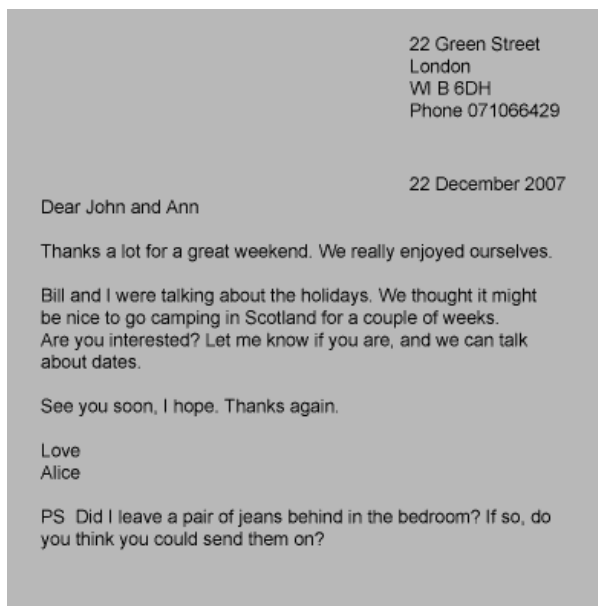 22 Green Street
London
WI B 6DH
Phone 071066429
22 December 2007
Dear John and Ann
Thanks a lot for a great weekend. We really enjoyed ourselves.
Bill and I were talking about the holidays. We thought it might
be nice to go camping in Scotland for a couple of weeks.
Are you interested? Let me know if you are, and we can talk
about dates.
See you soon, I hope. Thanks again.
Love
Alice
PS  Did I leave a pair of jeans behind in the bedroom? If so, do
you think you could send them on?